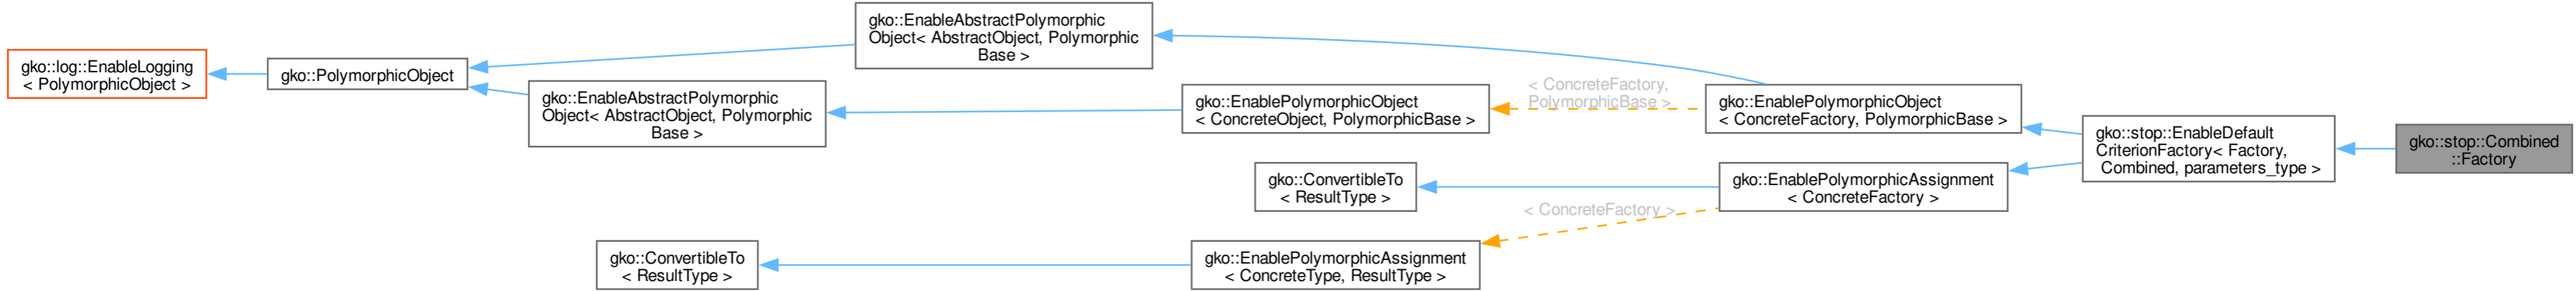 gko::log::EnableLogging
< PolymorphicObject >
gko::PolymorphicObject
gko::EnableAbstractPolymorphic
Object< AbstractObject, Polymorphic
Base >
gko::EnableAbstractPolymorphic
Object< AbstractObject, Polymorphic
Base >
gko::EnablePolymorphicObject
< ConcreteObject, PolymorphicBase >
< ConcreteFactory,
PolymorphicBase >
gko::EnablePolymorphicObject
< ConcreteFactory, PolymorphicBase >
gko::ConvertibleTo
< ResultType >
gko::EnablePolymorphicAssignment
< ConcreteFactory >
< ConcreteFactory >
gko::ConvertibleTo
< ResultType >
gko::EnablePolymorphicAssignment
< ConcreteType, ResultType >
gko::stop::EnableDefault
CriterionFactory< Factory,
Combined, parameters_type >
gko::stop::Combined
::Factory